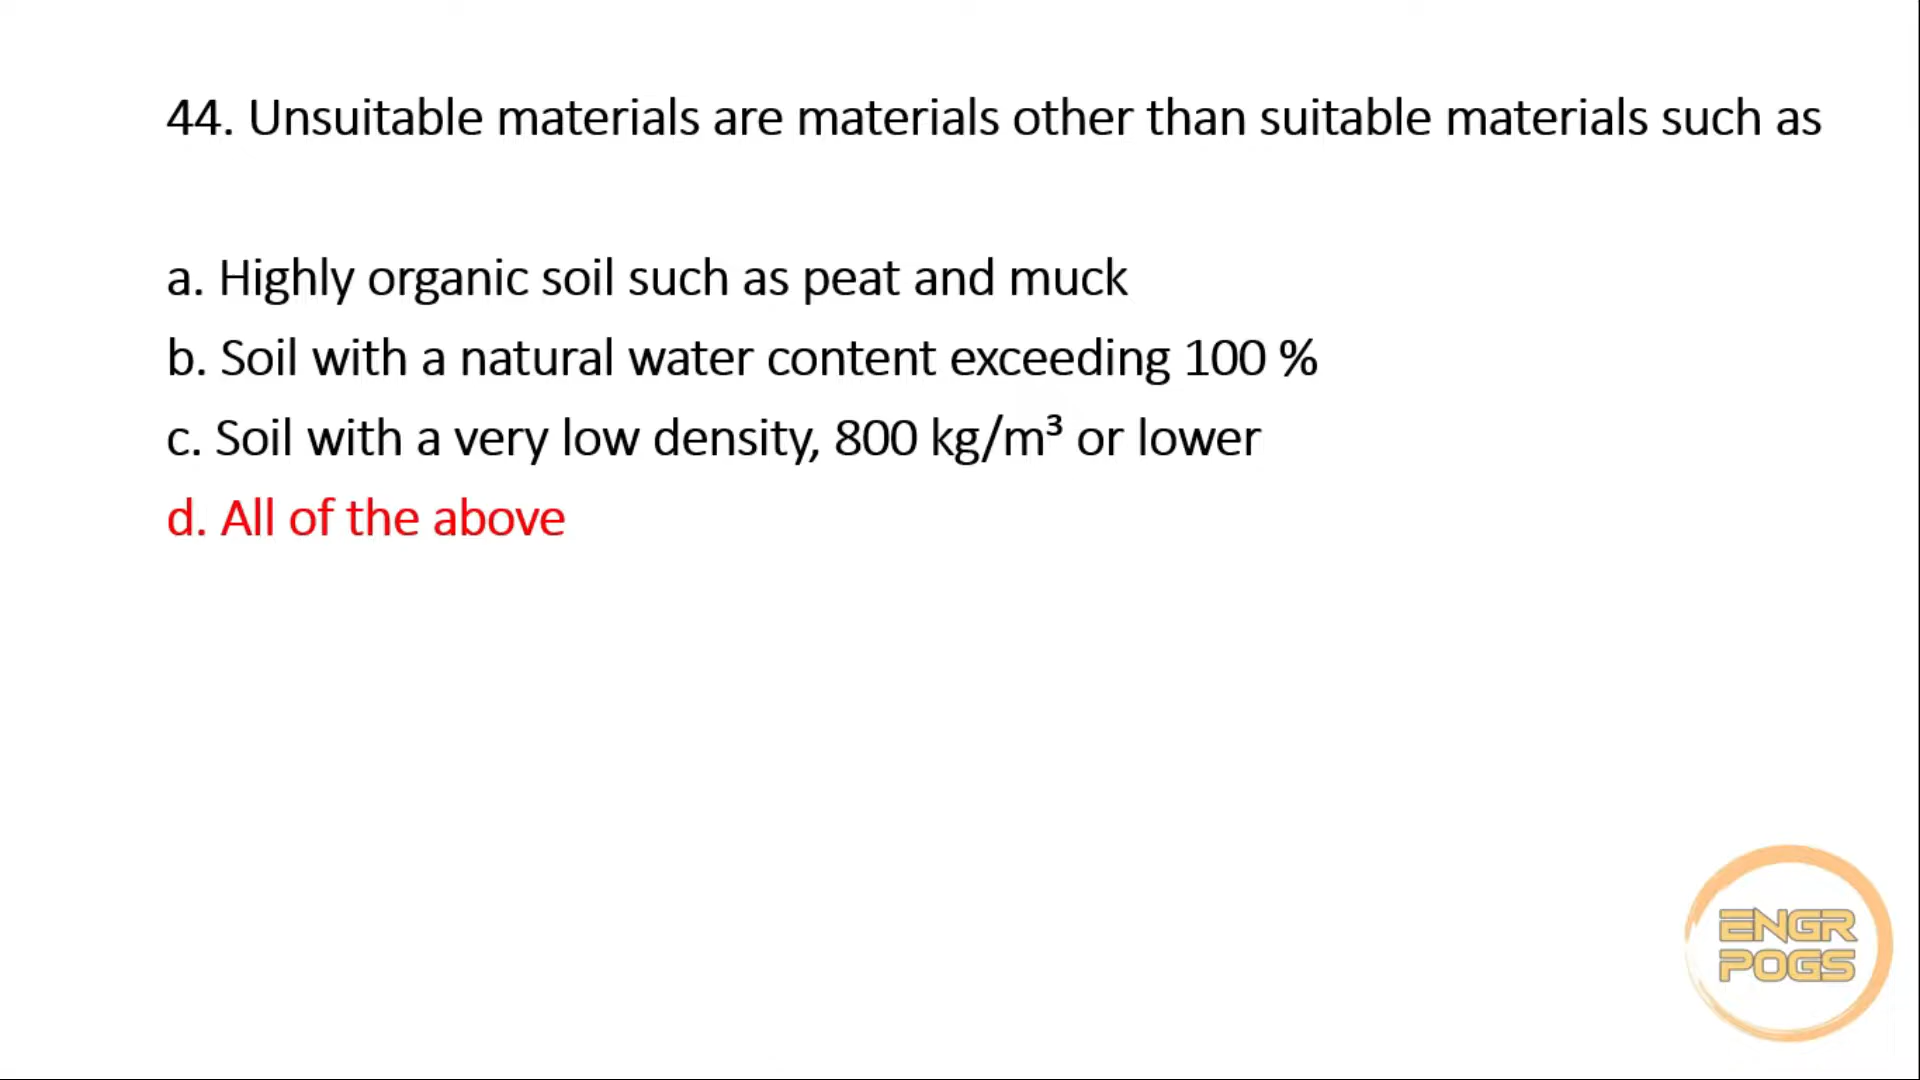 44. Unsuitable materials are materials other than suitable materials such as
a. Highly organic soil such as peat and muck
b. Soil with a natural water content exceeding 100 %
c. Soil with a very low density, 800 kg/m³ or lower
d. All of the above
ENGR
POGS